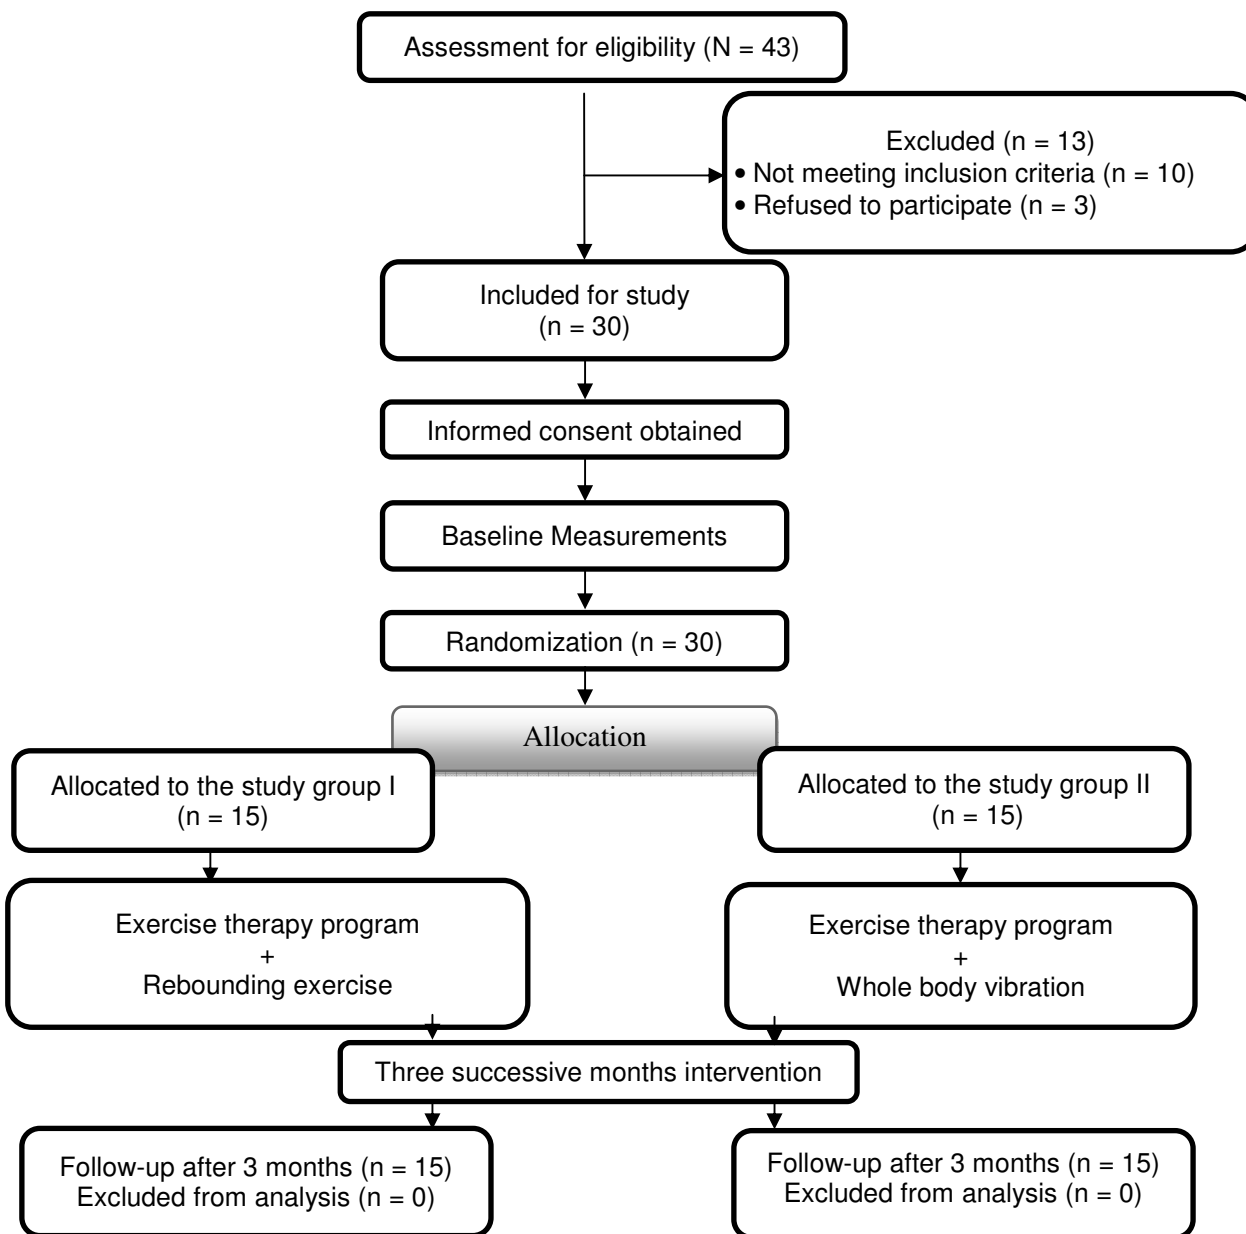 Assessment for eligibility (N = 43)
Excluded (n = 13)
• Not meeting inclusion criteria (n = 10)
• Refused to participate (n = 3)
Included for study
(n = 30)
Informed consent obtained
Baseline Measurements
Randomization (n = 30)
Allocation
Allocated to the study group I
(n = 15)
Allocated to the study group II
(n = 15)
Exercise therapy program
+
Rebounding exercise
Exercise therapy program
+
Whole body vibration
Three successive months intervention
Follow-up after 3 months (n = 15)
Excluded from analysis (n = 0)
Follow-up after 3 months (n = 15)
Excluded from analysis (n = 0)